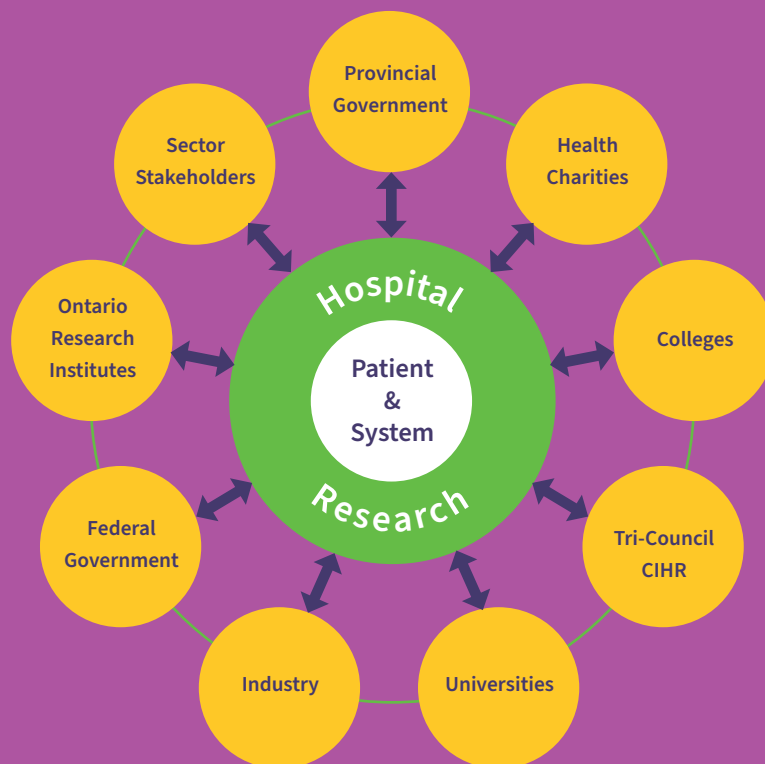 Provincial
Government
Health
Charities
Colleges
Tri-Council
CIHR
Universities
Industry
Federal
Government
Ontario
Research
Institutes
Sector
Stakeholders
Hospital
Patient
&
System
Research